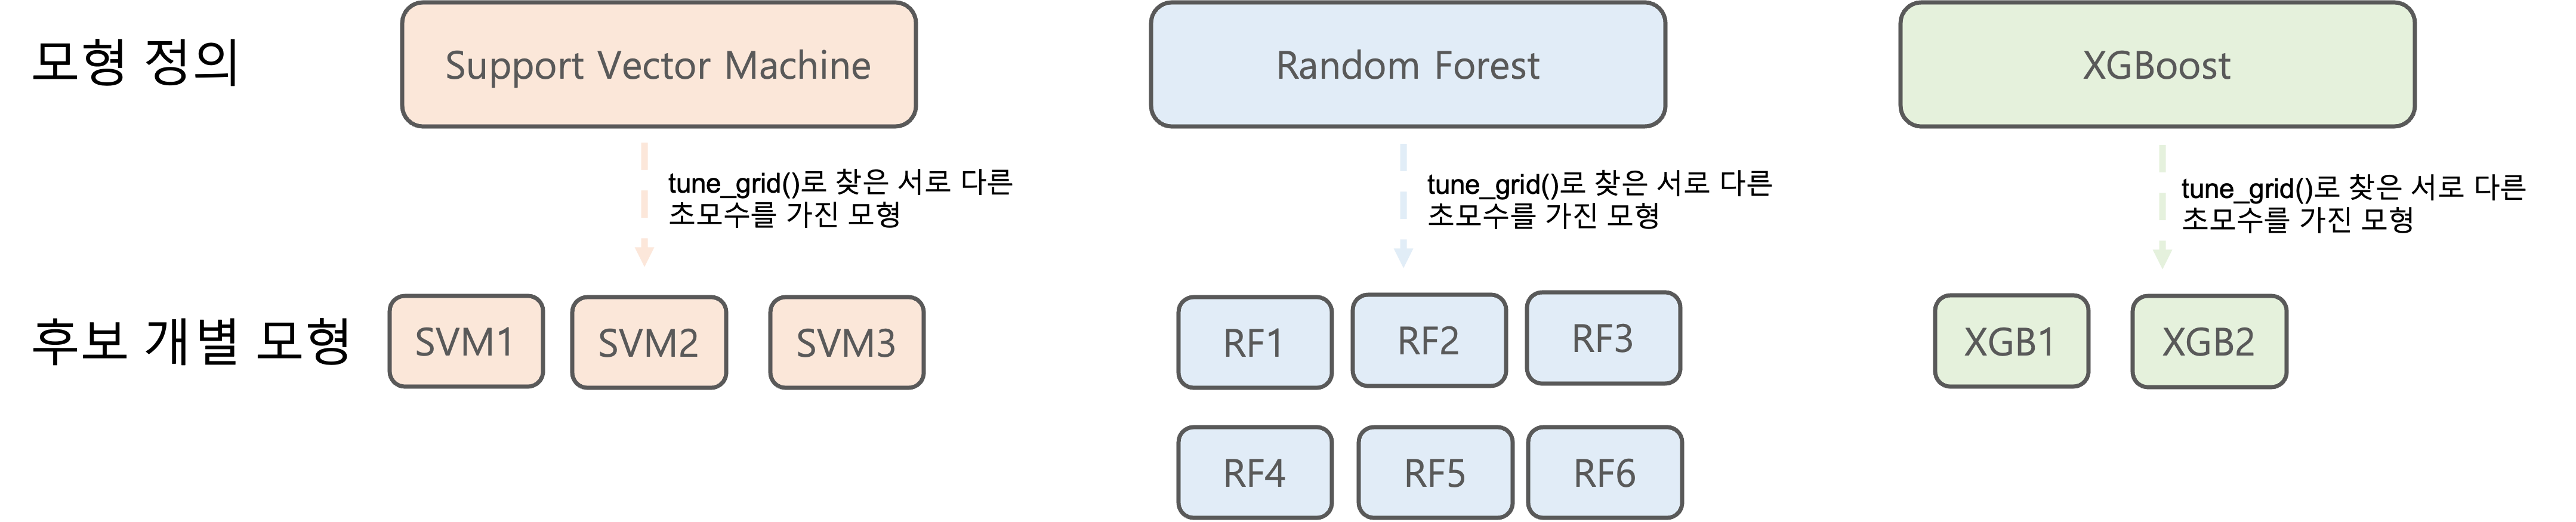 모형 정의
Support Vector Machine
Random Forest
XGBoost
tune_grid()로 찾은 서로 다른
초모수를 가진 모형
tune_grid()로 찾은 서로 다른
초모수를 가진 모형
tune_grid()로 찾은 서로 다른
초모수를 가진 모형
후보 개별 모형
SVM1
SVM2
SVM3
RF1
RF2
RF3
XGB1
XGB2
RF4
RF5
RF6